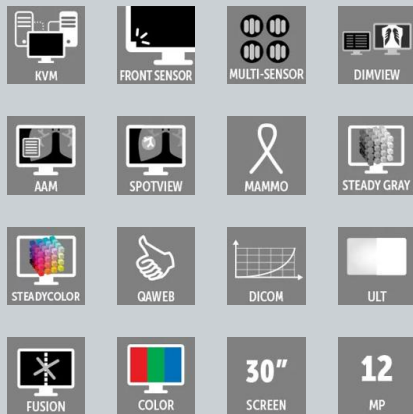 KVM
FRONT SENSOR
MULTI-SENSOR
DIMVIEW
AAM
SPOTVIEW
MAMMO
STEADY GRAY
STEADYCOLOR
QAWEB
DICOM
ULT
FUSION
COLOR
30"
SCREEN
12
MP